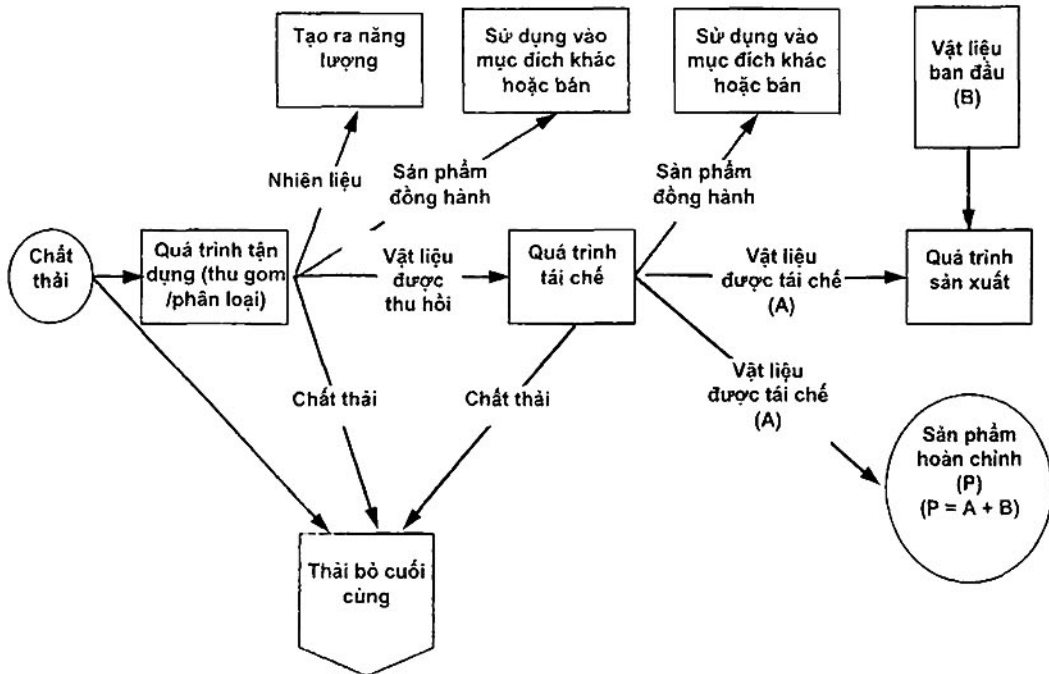 Tạo ra năng
lượng
Sử dụng vào
mục đích khác
hoặc bán
Sử dụng vào
mục đích khác
hoặc bán
Vật liệu
ban đầu
(B)
Nhiên liệu
Sản phẩm
đồng hành
Sản phẩm
đồng hành
Chất
thải
Quá trình tận
dụng (thu gom
/phân loại)
Vật liệu
được
thu hồi
Quá trình
tái chế
Vật liệu
được tái chế
(A)
Quá trình
sản xuất
Chất thải
Chất thải
Vật liệu
được tái chế
(A)
Sản phẩm
hoàn chỉnh
(P)
(P = A + B)
Thải bỏ cuối
cùng